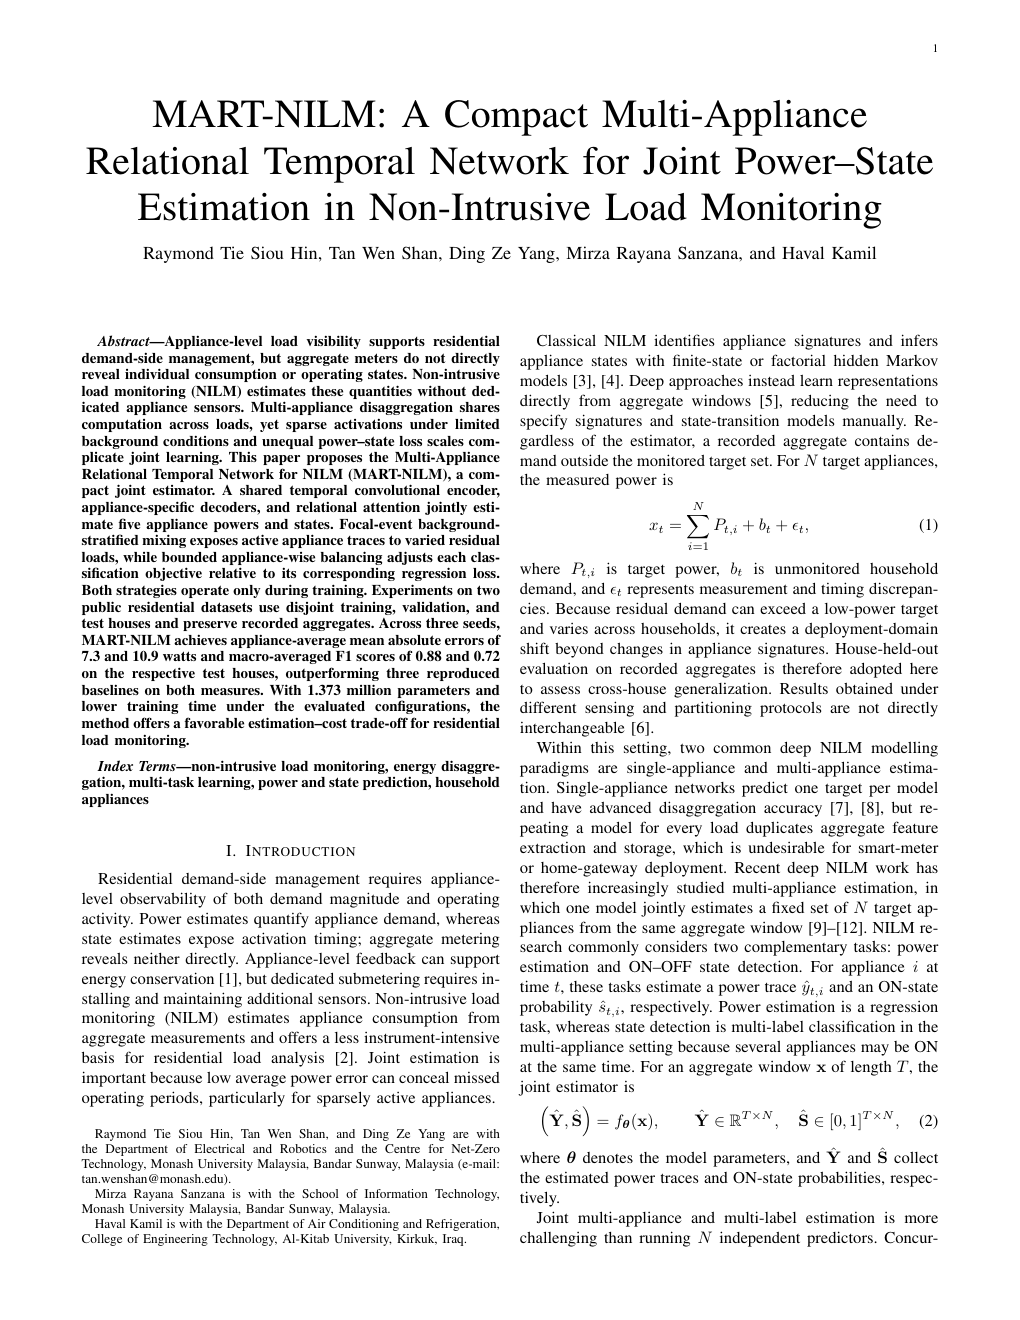 1
MART-NILM: A Compact Multi-Appliance
Relational Temporal Network for Joint Power–State
Estimation in Non-Intrusive Load Monitoring
Raymond Tie Siou Hin, Tan Wen Shan, Ding Ze Yang, Mirza Rayana Sanzana, and Haval Kamil
Abstract—Appliance-level load visibility supports residential
demand-side management, but aggregate meters do not directly
reveal individual consumption or operating states. Non-intrusive
load monitoring (NILM) estimates these quantities without ded-
icated appliance sensors. Multi-appliance disaggregation shares
computation across loads, yet sparse activations under limited
background conditions and unequal power–state loss scales com-
plicate joint learning. This paper proposes the Multi-Appliance
Relational Temporal Network for NILM (MART-NILM), a com-
pact joint estimator. A shared temporal convolutional encoder,
appliance-specific decoders, and relational attention jointly esti-
mate five appliance powers and states. Focal-event background-
stratified mixing exposes active appliance traces to varied residual
loads, while bounded appliance-wise balancing adjusts each clas-
sification objective relative to its corresponding regression loss.
Both strategies operate only during training. Experiments on two
public residential datasets use disjoint training, validation, and
test houses and preserve recorded aggregates. Across three seeds,
MART-NILM achieves appliance-average mean absolute errors of
7.3 and 10.9 watts and macro-averaged F1 scores of 0.88 and 0.72
on the respective test houses, outperforming three reproduced
baselines on both measures. With 1.373 million parameters and
lower training time under the evaluated configurations, the
method offers a favorable estimation–cost trade-off for residential
load monitoring.
Index Terms—non-intrusive load monitoring, energy disaggre-
gation, multi-task learning, power and state prediction, household
appliances
I. INTRODUCTION
Residential demand-side management requires appliance-
level observability of both demand magnitude and operating
activity. Power estimates quantify appliance demand, whereas
state estimates expose activation timing; aggregate metering
reveals neither directly. Appliance-level feedback can support
energy conservation [1], but dedicated submetering requires in-
stalling and maintaining additional sensors. Non-intrusive load
monitoring (NILM) estimates appliance consumption from
aggregate measurements and offers a less instrument-intensive
basis for residential load analysis [2]. Joint estimation is
important because low average power error can conceal missed
operating periods, particularly for sparsely active appliances.
Raymond Tie Siou Hin, Tan Wen Shan, and Ding Ze Yang are with
the Department of Electrical and Robotics and the Centre for Net-Zero
Technology, Monash University Malaysia, Bandar Sunway, Malaysia (e-mail:
tan.wenshan@monash.edu).
Mirza Rayana Sanzana is with the School of Information Technology,
Monash University Malaysia, Bandar Sunway, Malaysia.
Haval Kamil is with the Department of Air Conditioning and Refrigeration,
College of Engineering Technology, Al-Kitab University, Kirkuk, Iraq.
Classical NILM identifies appliance signatures and infers
appliance states with finite-state or factorial hidden Markov
models [3], [4]. Deep approaches instead learn representations
directly from aggregate windows [5], reducing the need to
specify signatures and state-transition models manually. Re-
gardless of the estimator, a recorded aggregate contains de-
mand outside the monitored target set. For N target appliances,
the measured power is
x_t = ∑_{i=1}^{N} P_{t,i} + b_t + ϵ_t, (1)
where P_{t,i} is target power, b_t is unmonitored household
demand, and ϵ_t represents measurement and timing discrepan-
cies. Because residual demand can exceed a low-power target
and varies across households, it creates a deployment-domain
shift beyond changes in appliance signatures. House-held-out
evaluation on recorded aggregates is therefore adopted here
to assess cross-house generalization. Results obtained under
different sensing and partitioning protocols are not directly
interchangeable [6].
Within this setting, two common deep NILM modelling
paradigms are single-appliance and multi-appliance estima-
tion. Single-appliance networks predict one target per model
and have advanced disaggregation accuracy [7], [8], but re-
peating a model for every load duplicates aggregate feature
extraction and storage, which is undesirable for smart-meter
or home-gateway deployment. Recent deep NILM work has
therefore increasingly studied multi-appliance estimation, in
which one model jointly estimates a fixed set of N target ap-
pliances from the same aggregate window [9]–[12]. NILM re-
search commonly considers two complementary tasks: power
estimation and ON–OFF state detection. For appliance i at
time t, these tasks estimate a power trace ŷ_{t,i} and an ON-state
probability ŝ_{t,i}, respectively. Power estimation is a regression
task, whereas state detection is multi-label classification in the
multi-appliance setting because several appliances may be ON
at the same time. For an aggregate window x of length T, the
joint estimator is
(Ŷ, Ŝ) = f_θ(x), Ŷ ∈ ℝ^{T×N}, Ŝ ∈ [0, 1]^{T×N}, (2)
where θ denotes the model parameters, and Ŷ and Ŝ collect
the estimated power traces and ON-state probabilities, respec-
tively.
Joint multi-appliance and multi-label estimation is more
challenging than running N independent predictors. Concur-